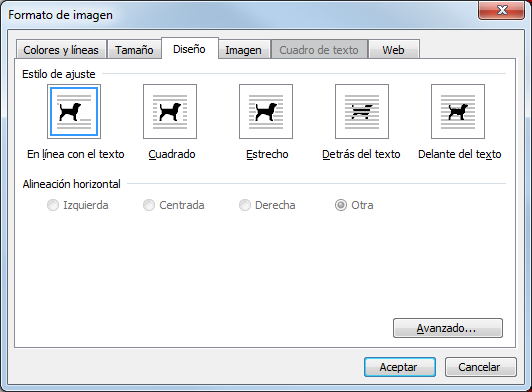 Formato de imagen
Colores y líneas Tamaño Diseño Imagen Cuadro de texto Web
Estilo de ajuste
En línea con el texto Cuadrado Estrecho Detrás del texto Delante del texto
Alineación horizontal
Izquierda Centrada Derecha Otra
Avanzado...
Aceptar Cancelar